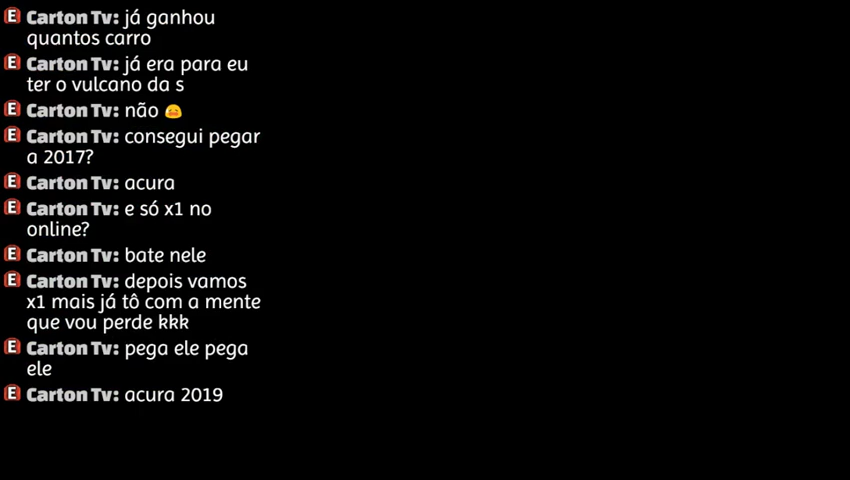 E Carton Tv: já ganhou
quantos carro
E Carton Tv: já era para eu
ter o vulcano da s
E Carton Tv: não 😫
E Carton Tv: consegui pegar
a 2017?
E Carton Tv: acura
E Carton Tv: e só x1 no
online?
E Carton Tv: bate nele
E Carton Tv: depois vamos
x1 mais já tô com a mente
que vou perde kkk
E Carton Tv: pega ele pega
ele
E Carton Tv: acura 2019